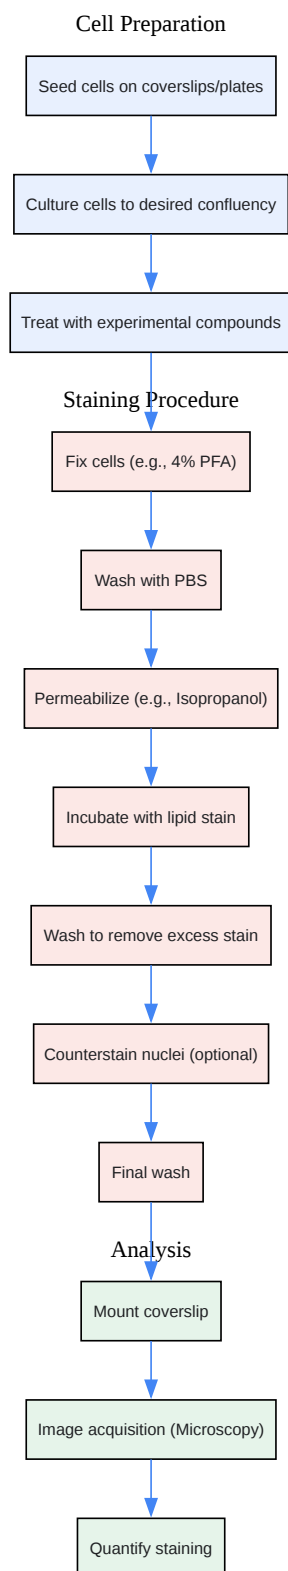 Cell Preparation
Seed cells on coverslips/plates
Culture cells to desired confluency
Treat with experimental compounds
Staining Procedure
Fix cells (e.g., 4% PFA)
Wash with PBS
Permeabilize (e.g., Isopropanol)
Incubate with lipid stain
Wash to remove excess stain
Counterstain nuclei (optional)
Final wash
Analysis
Mount coverslip
Image acquisition (Microscopy)
Quantify staining